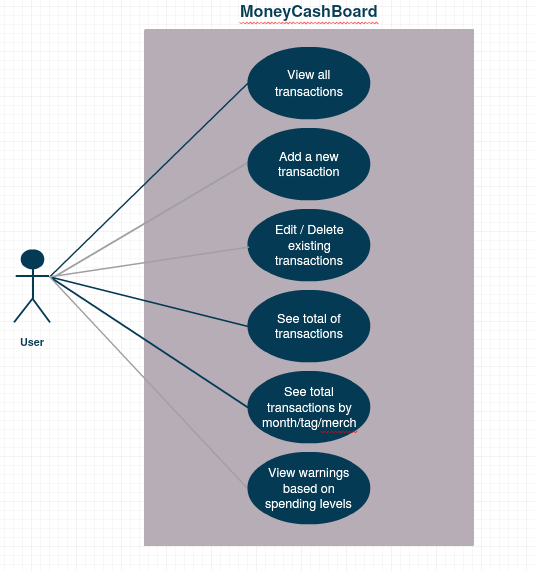 MoneyCashBoard
View all
transactions
Add a new
transaction
Edit / Delete
existing
transactions
See total of
transactions
User
See total
transactions by
month/tag/merch
View warnings
based on
spending levels